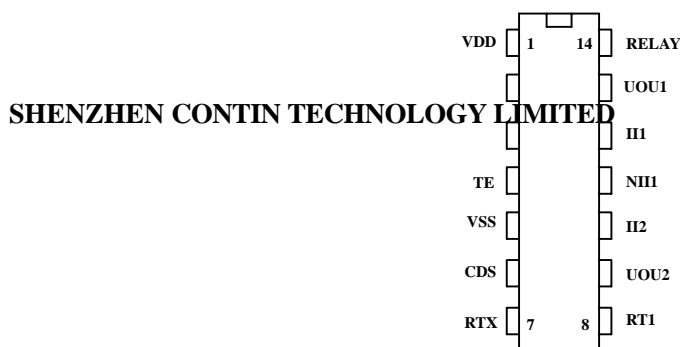 VDD 1 14 RELAY
UOU1
SHENZHEN CONTIN TECHNOLOGY LIMITED
II1
TE NII1
VSS II2
CDS UOU2
RTX 7 8 RT1